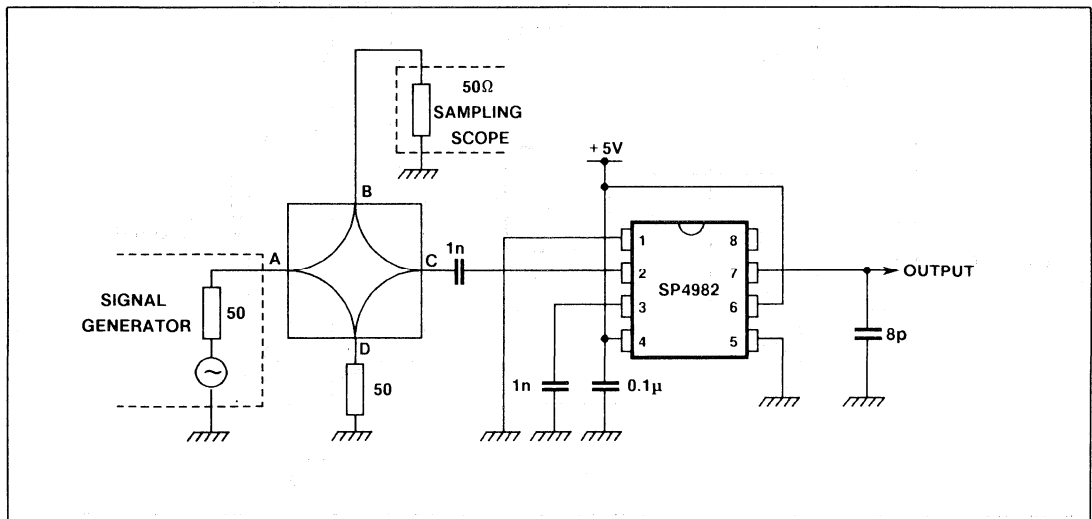 50Ω
SAMPLING
SCOPE
+5V
B
A
C
1n
1
8
2
7
OUTPUT
SIGNAL
GENERATOR
50
SP4982
3
6
D
4
5
8p
50
1n
0.1μ